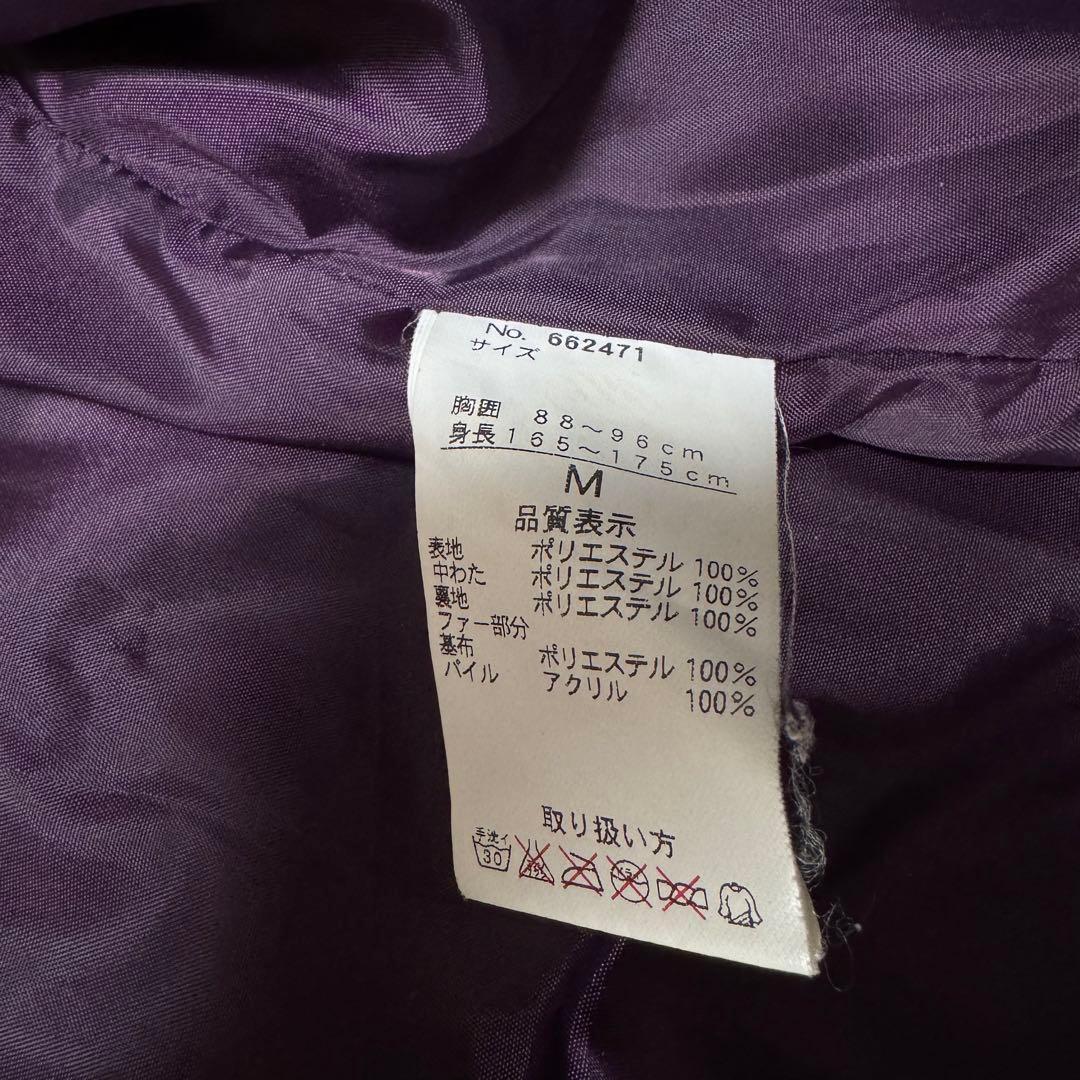 No. 662471
サイズ
胸囲 88～96cm
身長165～175cm
M
品質表示
表地 ポリエステル 100%
中わた ポリエステル 100%
裏地 ポリエステル 100%
ファー部分
基布 ポリエステル 100%
パイル アクリル 100%
取り扱い方
手洗イ
30